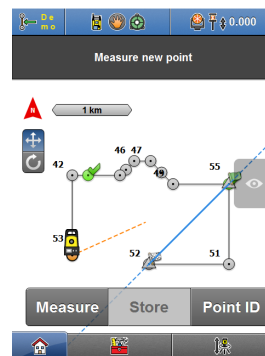 De
mo
0.000
Measure new point
N
1 km
46 47
42
49
55
53
52
51
Measure
Store
Point ID